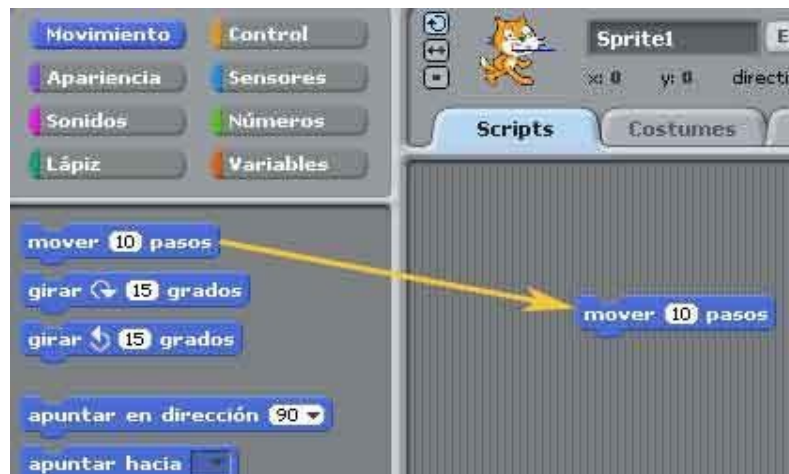 Movimiento
Control
Apariencia
Sensores
Sonidos
Números
Lápiz
Variables
mover 10 pasos
girar 15 grados
girar 15 grados
apuntar en dirección 90
apuntar hacia
Sprite1
E
x: 0 y: 0 directi
Scripts
Costumes
mover 10 pasos